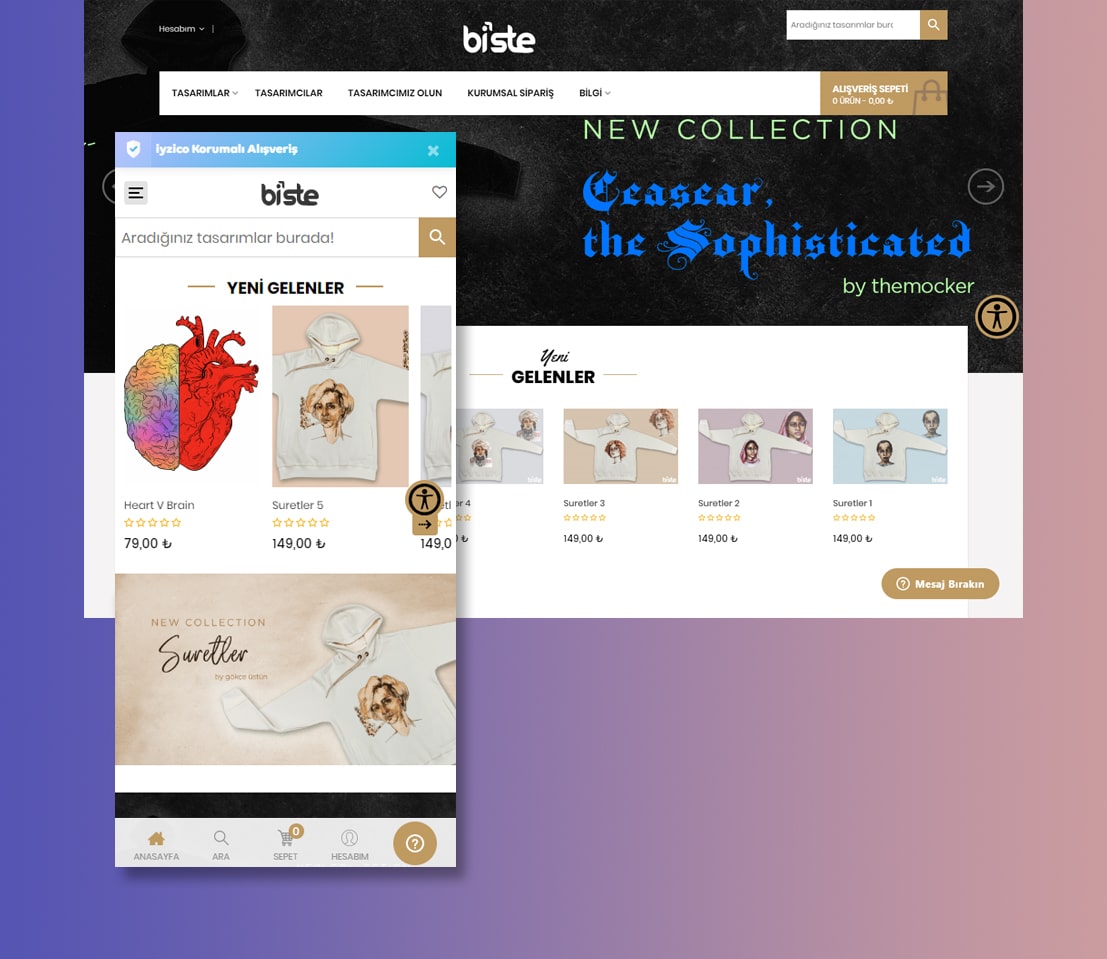 Hesabım |
biste
Aradığınız tasarımlar burc
TASARIMLAR
TASARIMCILAR
TASARIMCIMIZ OLUN
KURUMSAL SİPARİŞ
BİLGİ
ALIŞVERİŞ SEPETİ
0 ÜRÜN - 0,00 ₺
NEW COLLECTION
Ceasear,
the Sophisticated
by themocker
Yeni
GELENLER
4
Suretler 3
Suretler 2
Suretler 1
0 ₺
149,00 ₺
149,00 ₺
149,00 ₺
Mesaj Bırakın
iyzico Korumalı Alışveriş
biste
Aradığınız tasarımlar burada!
YENİ GELENLER
Heart V Brain
Suretler 5
79,00 ₺
149,00 ₺
149,0
NEW COLLECTION
Suretler
by gökçe üstün
0
ANASAYFA
ARA
SEPET
HESABIM